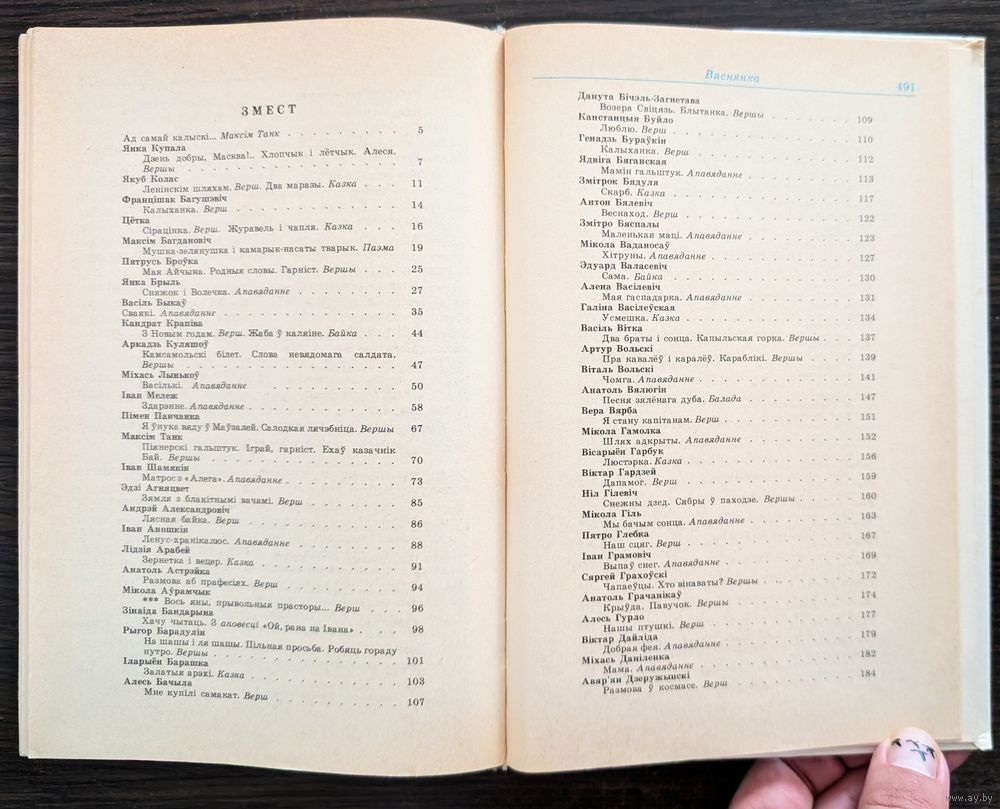 ЗМЕСТ
Ад самай калыскі... Максім Танк . . . . . . . . 5
Янка Купала
Дзень добры, Масква!.. Хлопчык і лётчык. Алеся.
Вершы . . . . . . . . . . . . 7
Якуб Колас
Ленінскім шляхам. Верш. Два маразы. Казка . . . 11
Францішак Багушэвіч
Калыханка. Верш . . . . . . . . . . 14
Цётка
Сірацінка. Верш. Журавель і чапля. Казка . . . 16
Максім Багдановіч
Мушка-зелянушка і камарык-насаты тварык. Паэма 19
Пятрусь Броўка
Мая Айчына. Родныя словы. Гарніст. Вершы . . . 25
Янка Брыль
Сняжок і Волечка. Апавяданне . . . . . . 27
Васіль Быкаў
Сваякі. Апавяданне . . . . . . . . . 35
Кандрат Крапіва
З Новым годам. Верш. Жаба ў каляіне. Байка . . . 44
Аркадзь Куляшоў
Камсамольскі білет. Слова невядомага салдата.
Вершы . . . . . . . . . . . . 47
Міхась Лынькоў
Васількі. Апавяданне . . . . . . . . 50
Іван Мележ
Здарэнне. Апавяданне . . . . . . . . 58
Пімен Панчанка
Я ўнука вяду ў Маўзалей. Салодкая лячэбніца. Вершы 67
Максім Танк
Піянерскі гальштук. Іграй, гарніст. Ехаў казачнік
Бай. Вершы . . . . . . . . . . 70
Іван Шамякін
Матрос з «Алега». Апавяданне . . . . . . 73
Эдзі Агняцвет
Зямля з блакітнымі вачамі. Верш . . . . . 85
Андрэй Александровіч
Лясная байка. Верш . . . . . . . . 86
Іван Аношкін
Ленус-хранікалюс. Апавяданне . . . . . . 88
Лідзія Арабей
Зернетка і вецер. Казка . . . . . . . 91
Анатоль Астрэйка
Размова аб прафесіях. Верш . . . . . . 94
Мікола Аўрамчык
*** Вось яны, прывольныя прасторы... Верш . . . 96
Зінаіда Бандарына
Хачу чытаць. З аповесці «Ой, рана на Івана» . . . 98
Рыгор Барадулін
На шашы і ля шашы. Пільная просьба. Робяць гораду
нутро. Вершы . . . . . . . . . . 101
Іларыён Барашка
Залатыя арэхі. Казка . . . . . . . . 103
Алесь Бачыла
Мне купілі самакат. Верш . . . . . . . 107
Вяснянка 491
Данута Бічэль-Загнетава
Возера Свіцязь. Блытанка. Вершы . . . . . 109
Канстанцыя Буйло
Люблю. Верш . . . . . . . . . . 110
Генадзь Бураўкін
Калыханка. Верш . . . . . . . . . 112
Ядвіга Бяганская
Мамін гальштук. Апавяданне . . . . . . 113
Змітрок Бядуля
Скарб. Казка . . . . . . . . . . 117
Антон Бялевіч
Веснаход. Верш . . . . . . . . . 122
Змітро Бяспалы
Маленькая маці. Апавяданне . . . . . . 123
Мікола Ваданосаў
Хітруны. Апавяданне . . . . . . . . 127
Эдуард Валасевіч
Сама. Байка . . . . . . . . . . 130
Алена Васілевіч
Мая гаспадарка. Апавяданне . . . . . . 131
Галіна Васілеўская
Усмешка. Казка . . . . . . . . . 134
Васіль Вітка
Два браты і сонца. Капыльская горка. Вершы . . 137
Артур Вольскі
Пра кавалёў і каралёў. Караблікі. Вершы . . . 139
Віталь Вольскі
Чомга. Апавяданне . . . . . . . . 141
Анатоль Вялюгін
Песня зялёнага дуба. Балада . . . . . . 147
Вера Вярба
Я стану капітанам. Верш . . . . . . . 151
Мікола Гамолка
Шлях адкрыты. Апавяданне . . . . . . 152
Вісарыён Гарбук
Люстэрка. Казка . . . . . . . . . 156
Віктар Гардзей
Дапамог. Верш . . . . . . . . . . 159
Ніл Гілевіч
Снежны дзед. Сябры ў паходзе. Вершы . . . . 160
Мікола Гіль
Мы бачым сонца. Апавяданне . . . . . . 163
Пятро Глебка
Наш сцяг. Верш . . . . . . . . . 167
Іван Грамовіч
Выпаў снег. Апавяданне . . . . . . . 169
Сяргей Грахоўскі
Чапаеўцы. Хто вінаваты? Вершы . . . . . 172
Анатоль Грачанікаў
Крыўда. Павучок. Вершы . . . . . . . 174
Алесь Гурло
Нашы птушкі. Верш . . . . . . . . 177
Віктар Дайліда
Добрая фея. Апавяданне . . . . . . . 179
Міхась Даніленка
Мама. Апавяданне . . . . . . . . . 182
Авяр'ян Дзеружынскі
Размова ў космасе. Верш . . . . . . . 184
www.ay.by